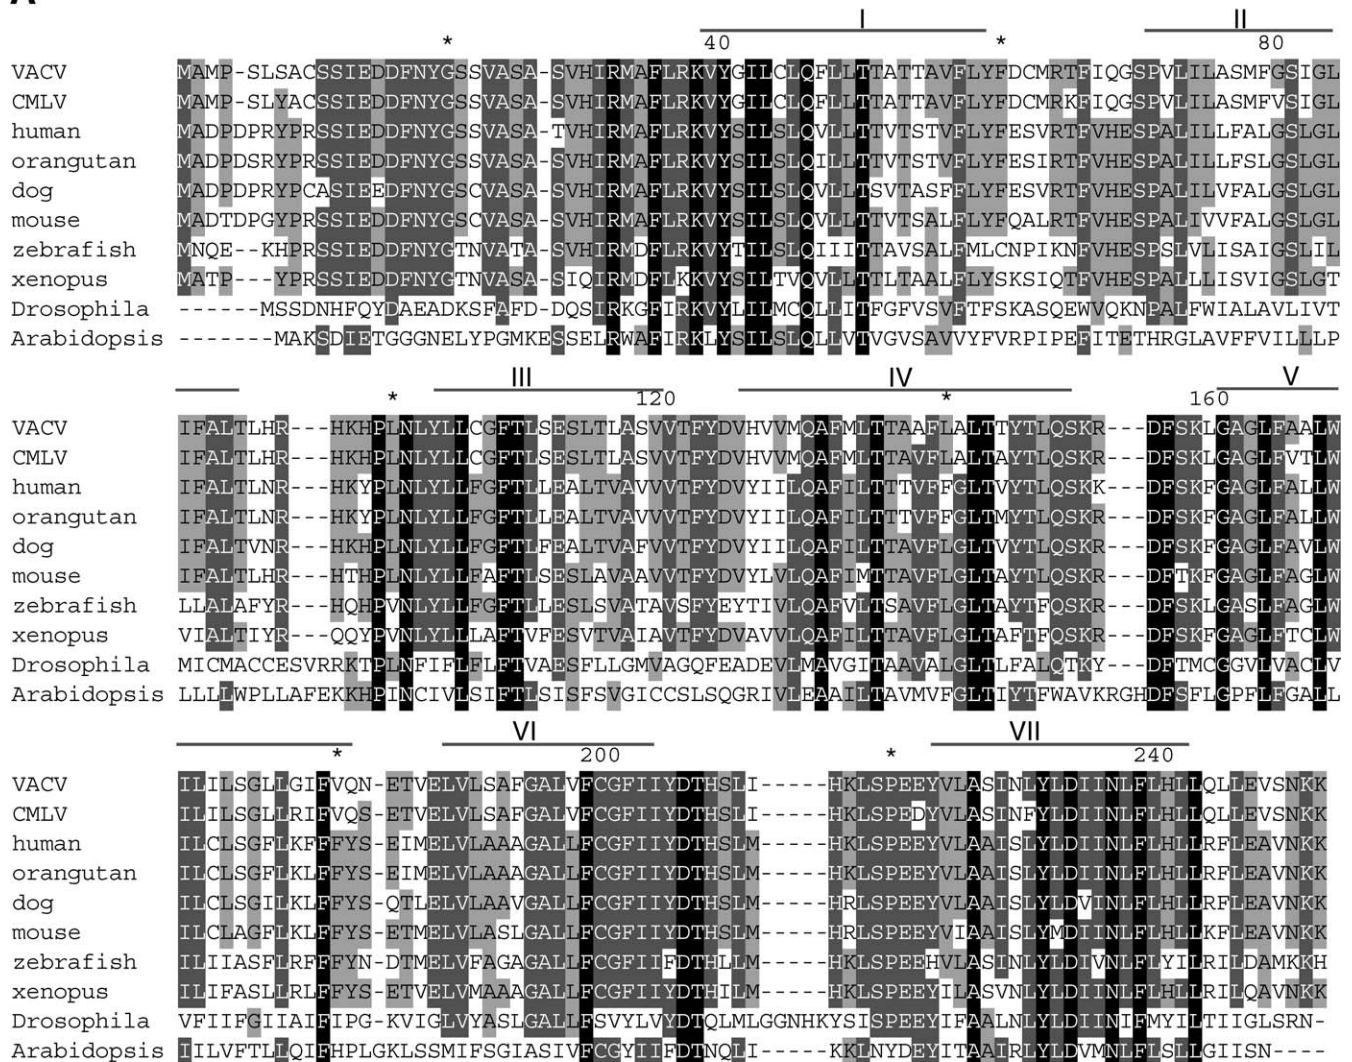 A
I II
* 40 * 80
VACV MAMP-SLSACSSIEDDFNYGSSVASA-SVHIRMAFLRKVYGILCLQFLLTTATTAVFLYFDCMRTFIQGSPVLILASMFGSIGL
CMLV MAMP-SLYACSSIEDDFNYGSSVASA-SVHIRMAFLRKVYGILCLQFLLTTATTAVFLYFDCMRKFIQGSPVLILASMFVSIGL
human MADPDPRYPRSSIEDDFNYGSSVASA-TVHIRMAFLRKVYSILSLQVLLTTVTSTVFLYFESVRTFVHESPALILLFALGSLGL
orangutan MADPDSRYPRSSIEDDFNYGSSVASA-SVHIRMAFLRKVYSILSLQILLTTVTSTVFLYFESIRTFVHESPALILLFSLGSLGL
dog MADPDPRYPCASIEEDFNYGSCVASA-SVHIRMAFLRKVYSILSLQVLLTSVTASFFLYFESVRTFVHESPALILVFALGSLGL
mouse MADTDPGYPRSSIEDDFNYGSCVASA-SVHIRMAFLRKVYSILSLQVLLTTVTSALFLYFQALRTFVHESPALIVVFALGSLGL
zebrafish MNQE--KHPRSSIEDDFNYGTNVATA-SVHIRMDFLRKVYTILSLQIIITTAVSALFMLCNPIKNFVHESPSLVLISAIGSLIL
xenopus MATP---YPRSSIEDDFNYGTNVASA-SIQIRMDFLKKVYSILTVQVLLTTLTAALFLYSKSIQTFVHESPALLLISVIGSLGT
Drosophila ------MSSDNHFQYDAEADKSFAFD-DQSIRKGFIRKVYLILMCQLLITFGFVSVFTFSKASQEWVQKNPALFWIALAVLIVT
Arabidopsis -------MAKSDIETGGGNELYPGMKESSELRWAFIRKLYSILSLQLLVTVGVSAVVYFVRPIPEFITETHRGLAVFFVILLLP
III IV V
* 120 * 160
VACV IFALTLHR---HKHPLNLYLLCGFTLSESLTLASVVTFYDVHVVMQAFMLTTAAFLALTTYTLQSKR---DFSKLGAGLFAALW
CMLV IFALTLHR---HKHPLNLYLLCGFTLSESLTLASVVTFYDVHVVMQAFMLTTAVFLALTAYTLQSKR---DFSKLGAGLFVTLW
human IFALTLNR---HKYPLNLYLLFGFTLLEALTVAVVVTFYDVYIILQAFILTTTVFFGLTVYTLQSKK---DFSKFGAGLFALLW
orangutan IFALTLNR---HKYPLNLYLLFGFTLLEALTVAVVVTFYDVYIILQAFILTTTVFFGLTMYTLQSKR---DFSKFGAGLFALLW
dog IFALTVNR---HKHPLNLYLLFGFTLFEALTVAFVVTFYDVYIILQAFILTTAVFLGLTVYTLQSKR---DFSKFGAGLFAVLW
mouse IFALTLHR---HTHPLNLYLLFAFTLSESLAVAAVVTFYDVYLVLQAFIMTTAVFLGLTAYTLQSKR---DFTKFGAGLFAGLW
zebrafish LLALAFYR---HQHPVNLYLLFGFTLLESLSVATAVSFYEYTIVLQAFVLTSAVFLGLTAYTFQSKR---DFSKLGASLFAGLW
xenopus VIALTIYR---QQYPVNLYLLLAFTVFESVTVAIAVTFYDVAVVLQAFILTTAVFLGLTAFTFQSKR---DFSKFGAGLFTCLW
Drosophila MICMACCESVRRKTPLNFIFLFLFTVAESFLLGMVAGQFEADEVLMAVGITAAVALGLTLFALQTKY---DFTMCGGVLVACLV
Arabidopsis LLLLWPLLAFEKKHPINCIVLSIFTLSISFSVGICCSLSQGRIVLEAAILTAVMVFGLTIYTFWAVKRGHDFSFLGPFLFGALL
VI VII
* 200 * 240
VACV ILILSGLLGIFVQN-ETVELVLSAFGALVFCGFIIYDTHSLI-----HKLSPEEYVLASINLYLDIINLFLHLLQLLEVSNKK
CMLV ILILSGLLRIFVQS-ETVELVLSAFGALVFCGFIIYDTHSLI-----HKLSPEDYVLASINFYLDIINLFLHLLQLLEVSNKK
human ILCLSGFLKFFFYS-EIMELVLAAAGALLFCGFIIYDTHSLM-----HKLSPEEYVLAAISLYLDIINLFLHLLRFLEAVNKK
orangutan ILCLSGFLKFFFYS-EIMELVLAAAGALLFCGFIIYDTHSLM-----HKLSPEEYVLAAISLYLDIINLFLHLLRFLEAVNKK
dog ILCLSGILKLFFYS-QTLELVLAAVGALLFCGFIIYDTHSLM-----HRLSPEEYVLAAISLYLDVINLFLHLLRFLEAVNKK
mouse ILCLAGFLKLFFYS-ETMELVLASLGALLFCGFIIYDTHSLM-----HRLSPEEYVIAAISLYMDIINLFLHLLKFLEAVNKK
zebrafish ILIIASFLRFFFYN-DTMELVFAGAGALLFCGFIIFDTHLLM-----HKLSPEEHVLASINLYLDIVNLFLYILRILDAMKKH
xenopus ILIFASLLRLFFYS-ETVELVMAAAGALLFCGFIIYDTHILM-----HKLSPEEYILASVNLYLDIINLFLHLLRILQAVNKK
Drosophila VFIIFGIIAIFIPG-KVIGLVYASLGALLFSVYLVYDTQLMLGGNHKYSISPEEYIFAALNLYLDIINIFMYILTIIGLSRN-
Arabidopsis IILVFTLLQIFHPLGKLSSMIFSGIASIVFCGYIIFDTNQLI-----KKLNYDEYITAAIRLYLDVMNLFLSLLGIISN----